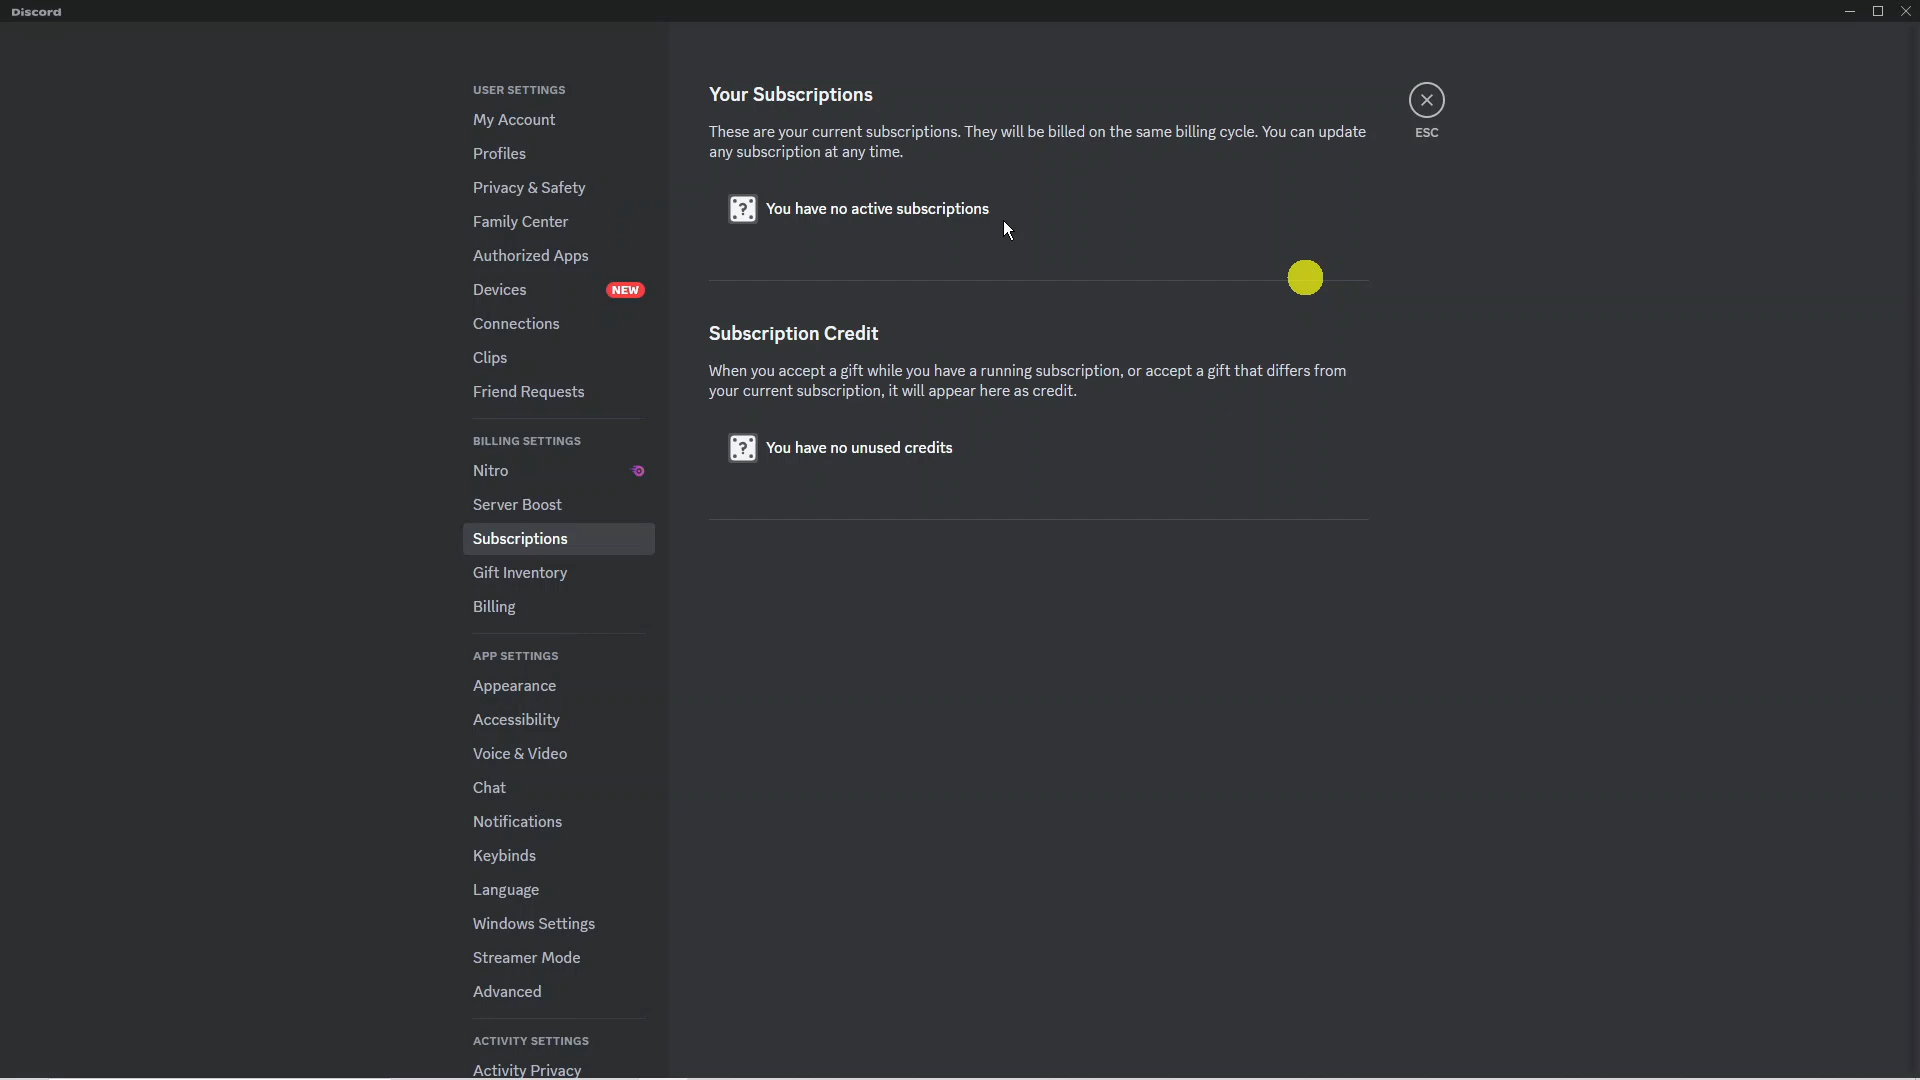 Discord
USER SETTINGS
My Account
Profiles
Privacy & Safety
Family Center
Authorized Apps
Devices NEW
Connections
Clips
Friend Requests
BILLING SETTINGS
Nitro
Server Boost
Subscriptions
Gift Inventory
Billing
APP SETTINGS
Appearance
Accessibility
Voice & Video
Chat
Notifications
Keybinds
Language
Windows Settings
Streamer Mode
Advanced
ACTIVITY SETTINGS
Activity Privacy
Your Subscriptions
These are your current subscriptions. They will be billed on the same billing cycle. You can update
any subscription at any time.
? You have no active subscriptions
Subscription Credit
When you accept a gift while you have a running subscription, or accept a gift that differs from
your current subscription, it will appear here as credit.
? You have no unused credits
ESC